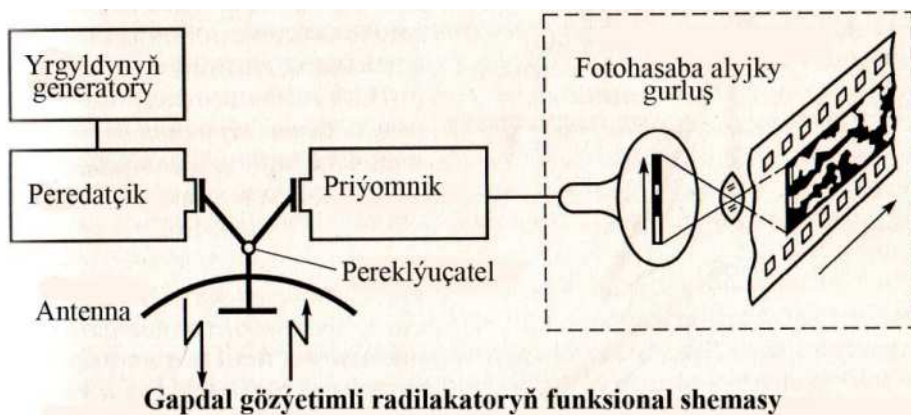 Yrgyldynyň
generatory
Peredatçik
Priýomnik
Pereklýuçatel
Antenna
Fotohasaba alyjky
gurluş
Gapdal gözýetimli radilakatoryň funksional shemasy